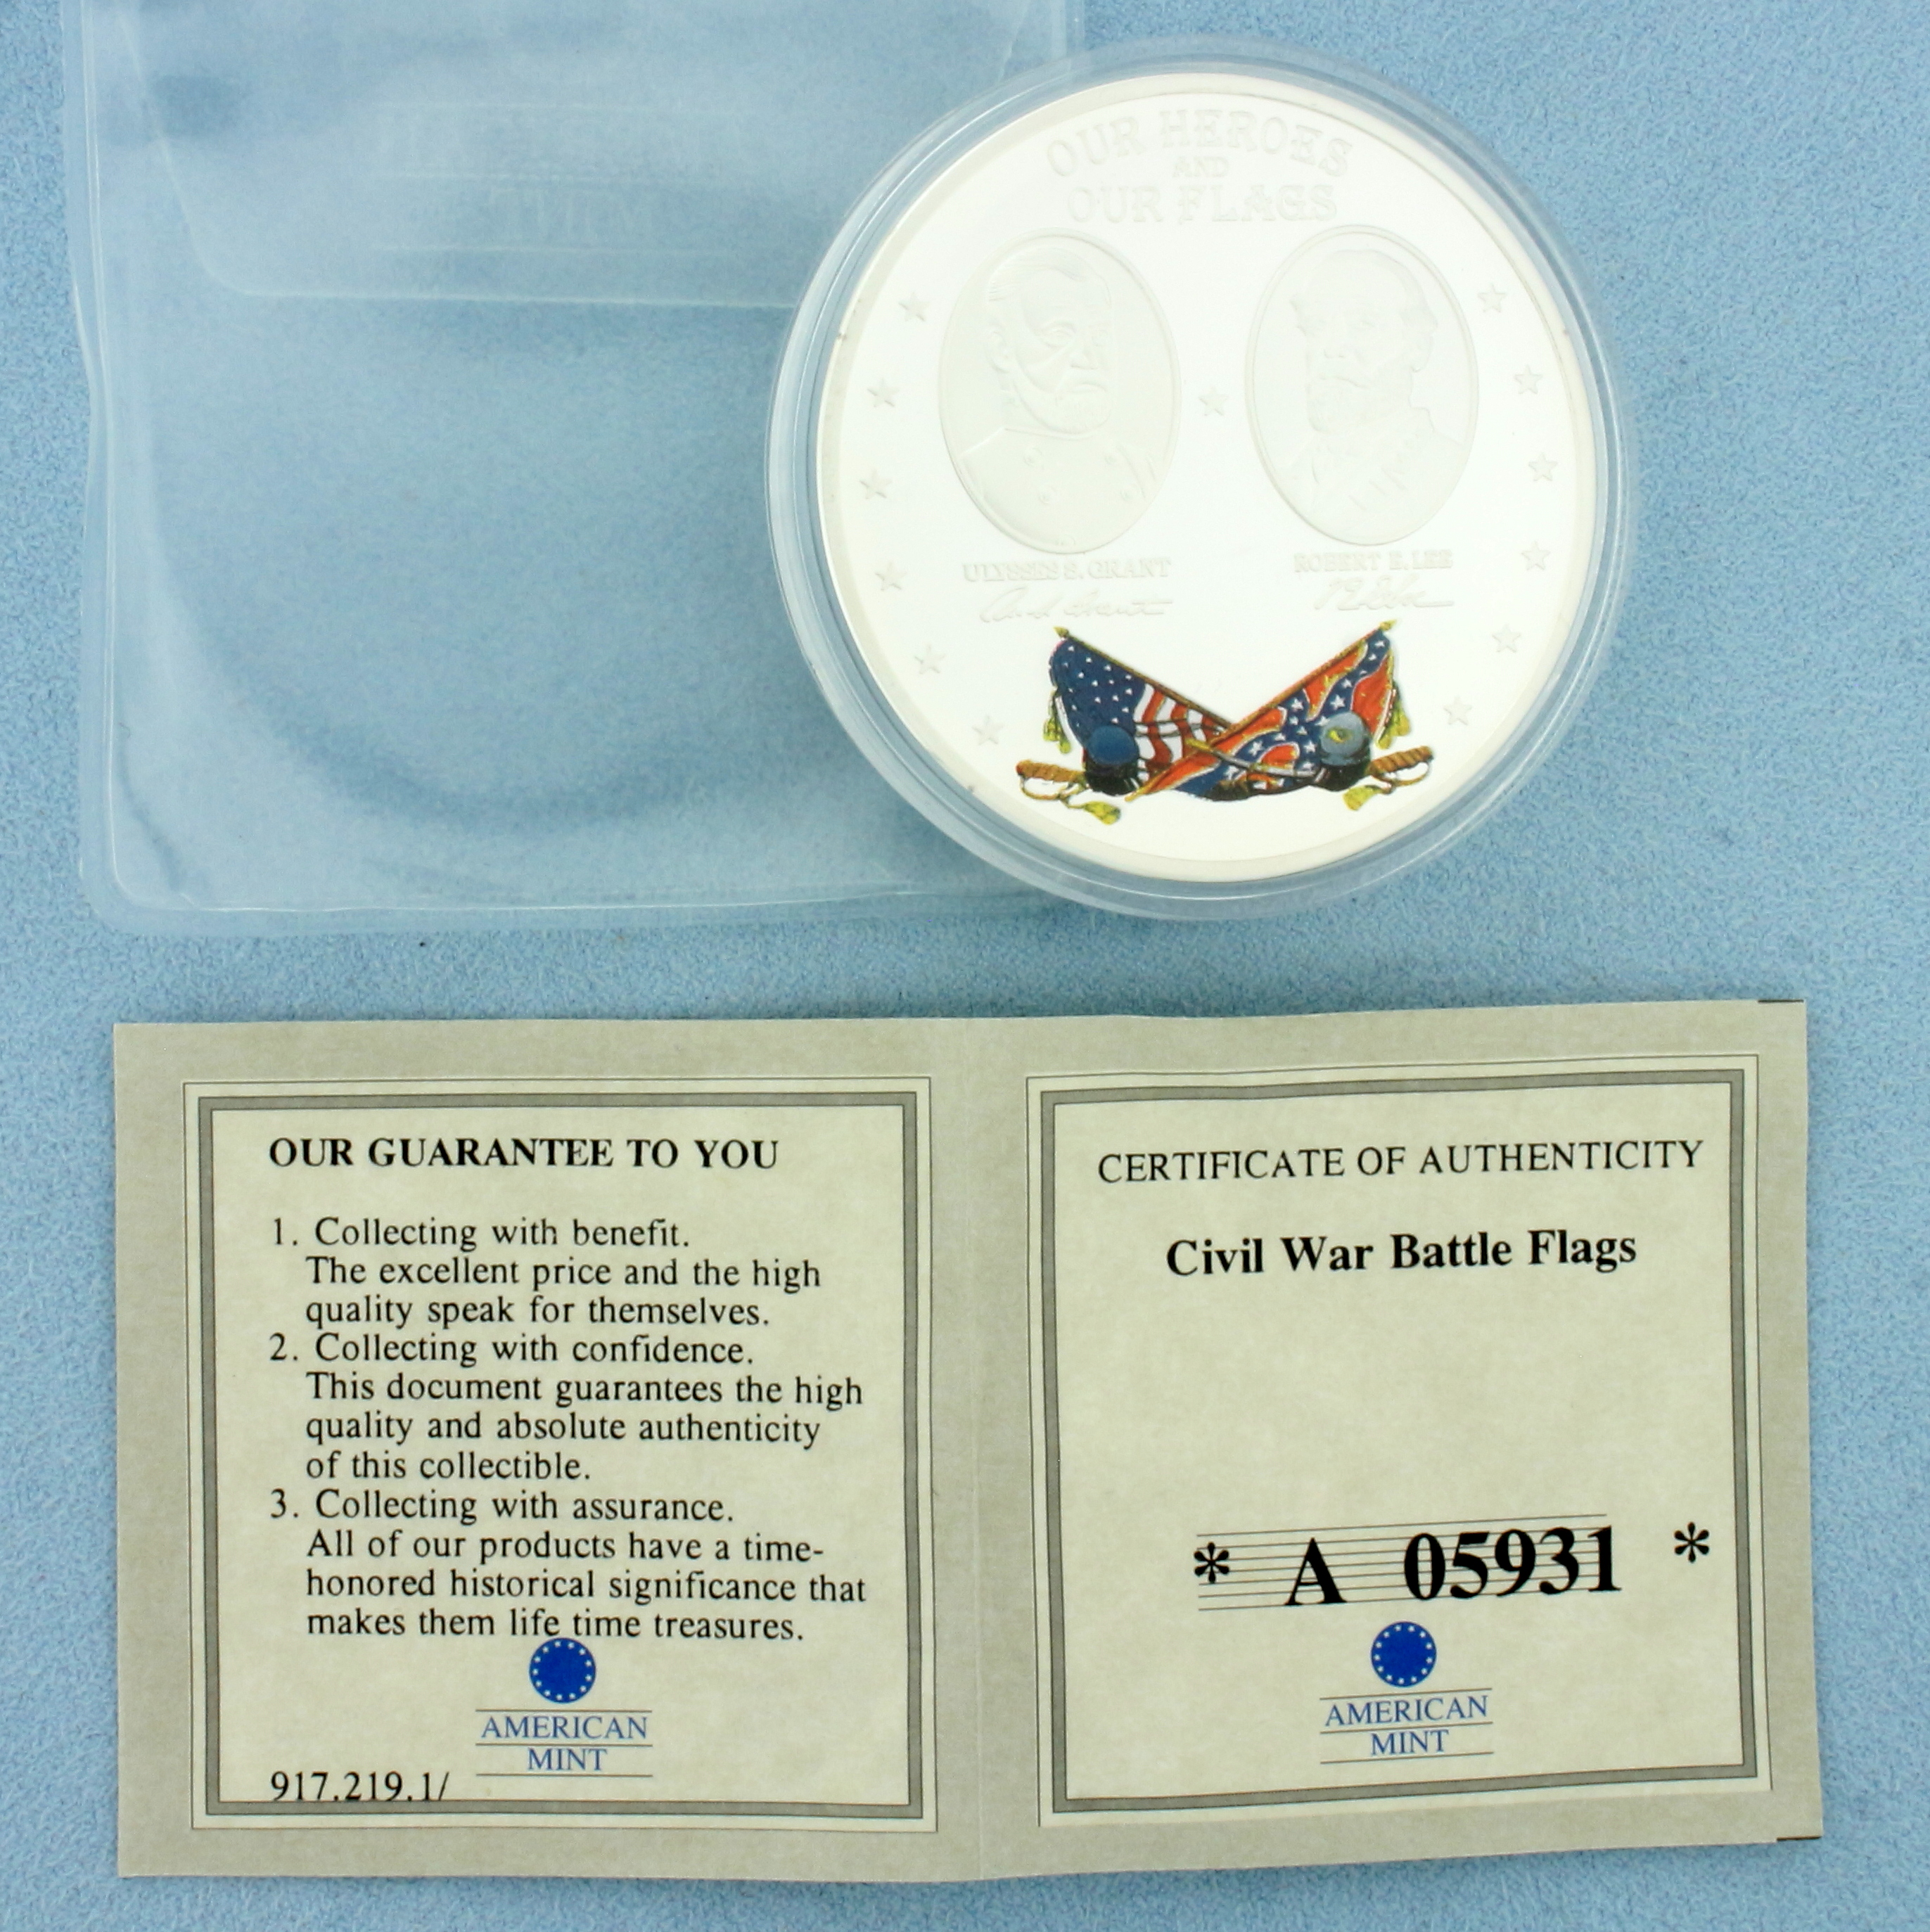 OUR HEROES
AND
OUR FLAGS
ULYSSES S. GRANT
ROBERT E. LEE
OUR GUARANTEE TO YOU
1. Collecting with benefit.
The excellent price and the high
quality speak for themselves.
2. Collecting with confidence.
This document guarantees the high
quality and absolute authenticity
of this collectible.
3. Collecting with assurance.
All of our products have a time-
honored historical significance that
makes them life time treasures.
AMERICAN
MINT
917.219.1/
CERTIFICATE OF AUTHENTICITY
Civil War Battle Flags
* A 05931 *
AMERICAN
MINT